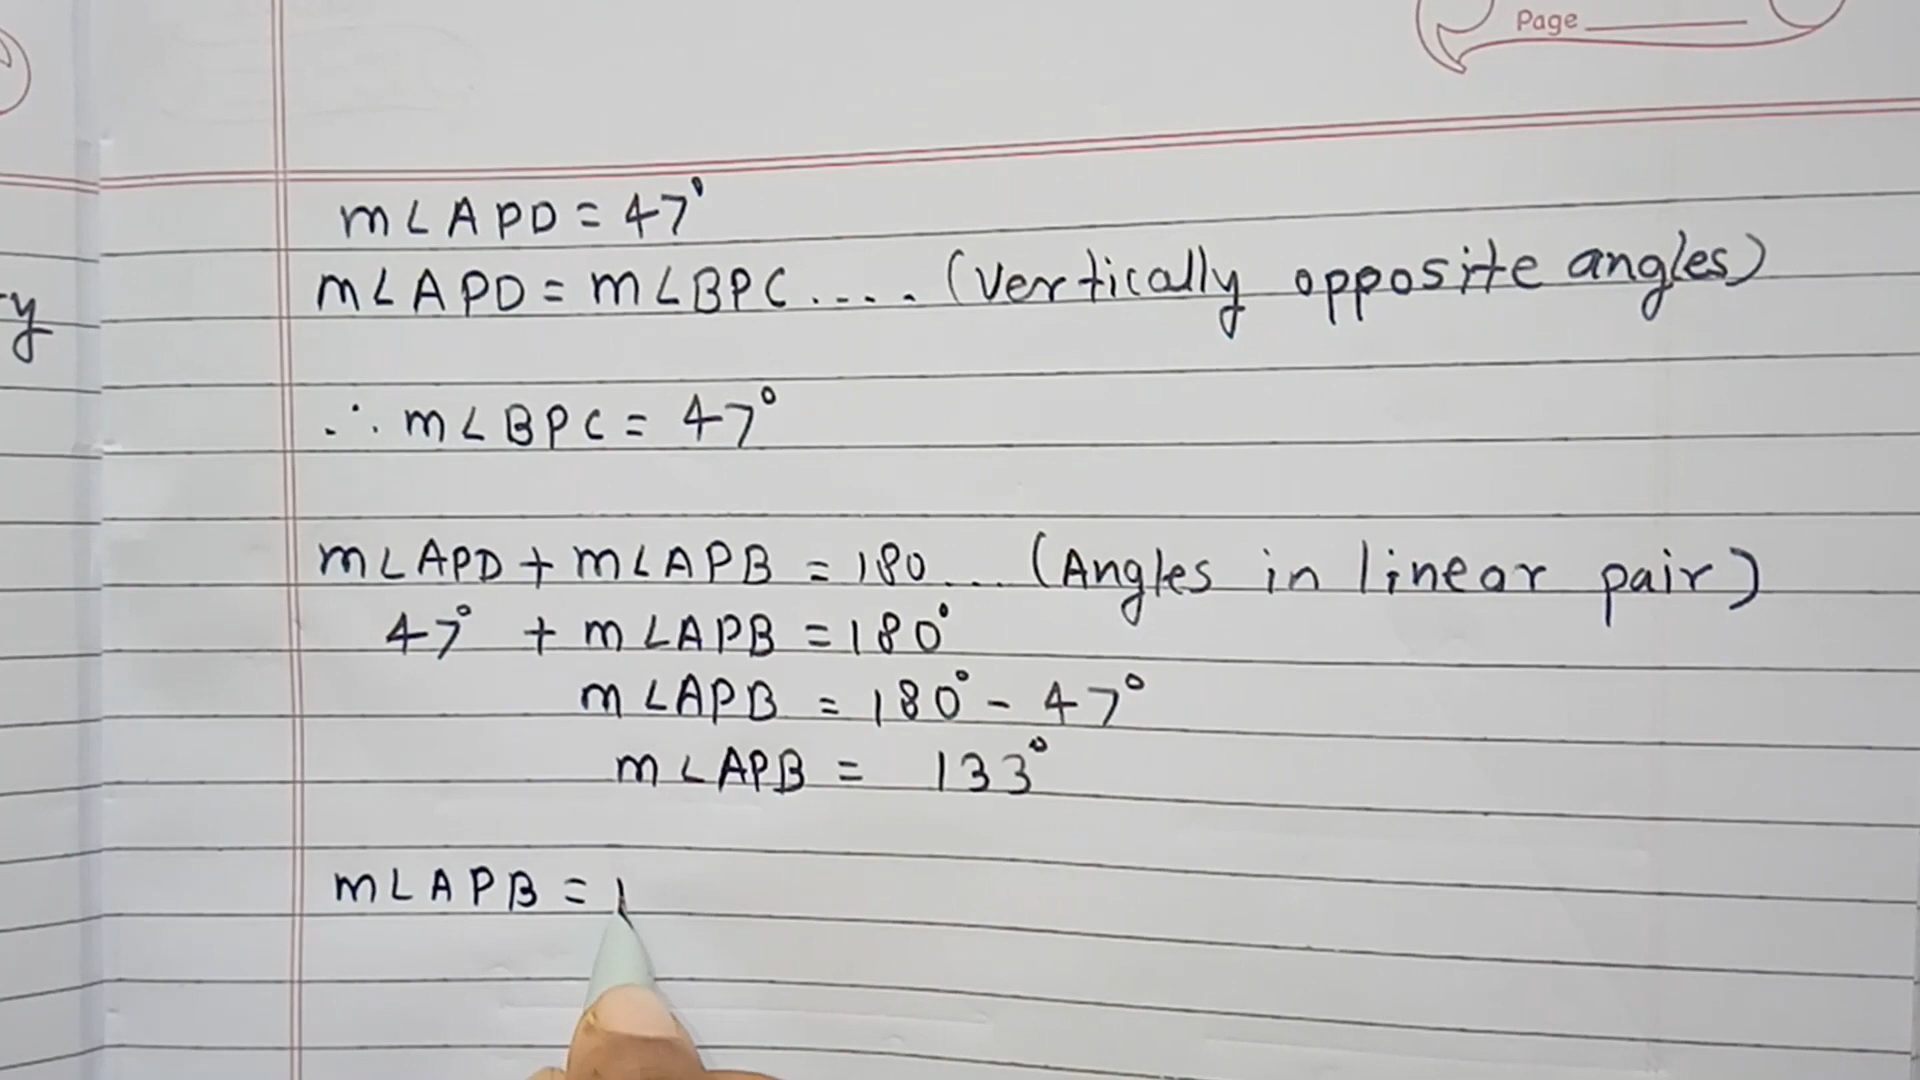 Page
y
m∠APD = 47°
m∠APD = m∠BPC .... (Vertically opposite angles)
∴ m∠BPC = 47°
m∠APD + m∠APB = 180 ... (Angles in linear pair)
47° + m∠APB = 180°
m∠APB = 180° - 47°
m∠APB = 133°
m∠APB = 1